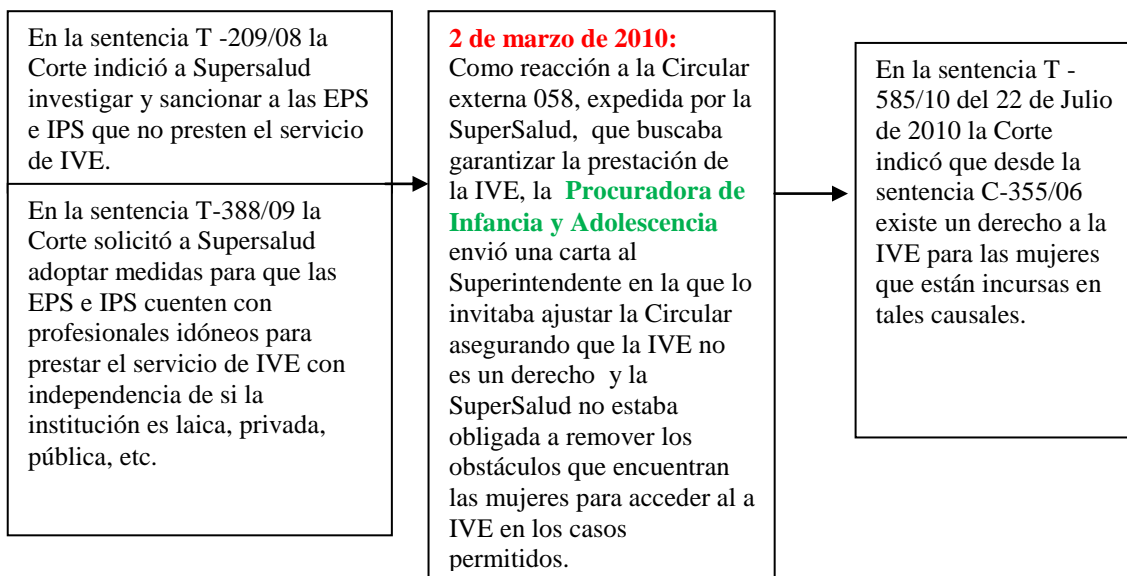 En la sentencia T -209/08 la
Corte indició a Supersalud
investigar y sancionar a las EPS
e IPS que no presten el servicio
de IVE.
En la sentencia T-388/09 la
Corte solicitó a Supersalud
adoptar medidas para que las
EPS e IPS cuenten con
profesionales idóneos para
prestar el servicio de IVE con
independencia de si la
institución es laica, privada,
pública, etc.
2 de marzo de 2010:
Como reacción a la Circular
externa 058, expedida por la
SuperSalud, que buscaba
garantizar la prestación de
la IVE, la Procuradora de
Infancia y Adolescencia
envió una carta al
Superintendente en la que lo
invitaba ajustar la Circular
asegurando que la IVE no
es un derecho y la
SuperSalud no estaba
obligada a remover los
obstáculos que encuentran
las mujeres para acceder al a
IVE en los casos
permitidos.
En la sentencia T -
585/10 del 22 de Julio
de 2010 la Corte
indicó que desde la
sentencia C-355/06
existe un derecho a la
IVE para las mujeres
que están incursas en
tales causales.